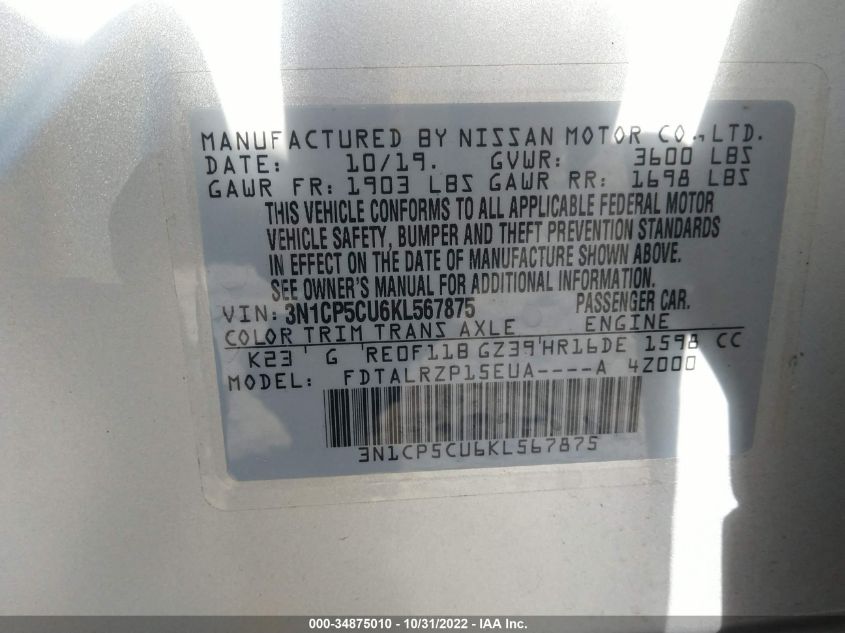 MANUFACTURED BY NISSAN MOTOR CO., LTD.
DATE: 10/19. GVWR: 3600 LBS
GAWR FR: 1903 LBS GAWR RR: 1698 LBS
THIS VEHICLE CONFORMS TO ALL APPLICABLE FEDERAL MOTOR
VEHICLE SAFETY, BUMPER AND THEFT PREVENTION STANDARDS
IN EFFECT ON THE DATE OF MANUFACTURE SHOWN ABOVE.
SEE OWNER'S MANUAL FOR ADDITIONAL INFORMATION.
VIN: 3N1CP5CU6KL567875 PASSENGER CAR.
COLOR TRIM TRANS AXLE ENGINE
K23 G RE0F11B GZ39 HR16DE 1598 CC
MODEL: FDTALRZP15EUA----A 4Z000
3N1CP5CU6KL567875
000-34875010 - 10/31/2022 - IAA Inc.